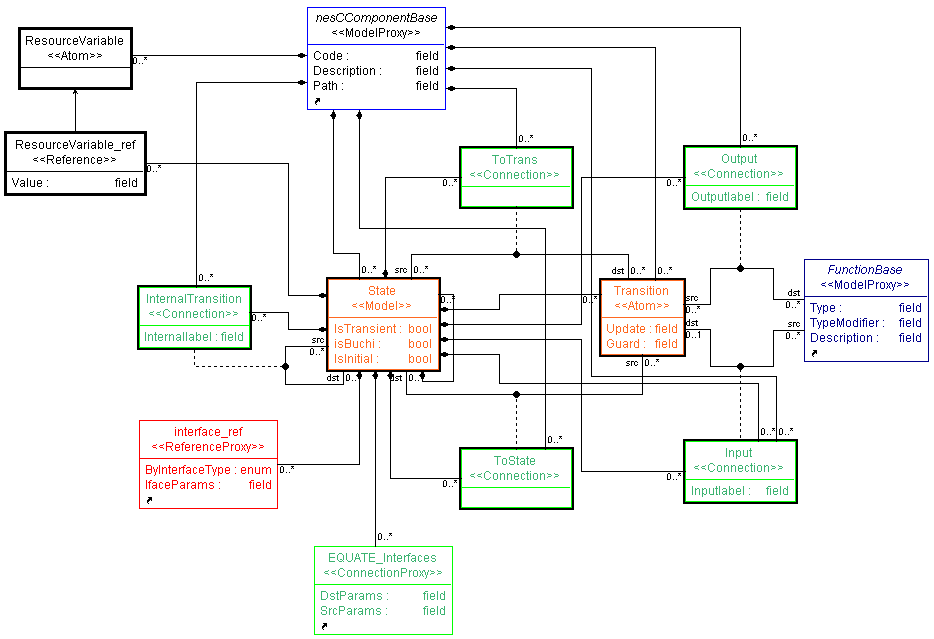 nesCComponentBase
<<ModelProxy>>
Code : field
Description : field
Path : field
ResourceVariable
<<Atom>>
0..*
ResourceVariable_ref
<<Reference>>
Value : field
0..*
0..*
ToTrans
<<Connection>>
0..*
0..*
Output
<<Connection>>
Outputlabel : field
0..*
InternalTransition
<<Connection>>
Internallabel : field
0..*
0..*
0..*
src 0..*
State
<<Model>>
IsTransient : bool
isBuchi : bool
IsInitial : bool
0..*
src
0..*
dst 0..*
dst 0..*
dst 0..*
0..*
Transition
<<Atom>>
Update : field
Guard : field
0..*
src
0..*
dst
0..1
src 0..*
FunctionBase
<<ModelProxy>>
Type : field
TypeModifier : field
Description : field
dst
0..*
src
0..*
interface_ref
<<ReferenceProxy>>
ByInterfaceType : enum
IfaceParams : field
0..*
0..*
ToState
<<Connection>>
0..*
0..* 0..*
Input
<<Connection>>
Inputlabel : field
0..*
0..*
EQUATE_Interfaces
<<ConnectionProxy>>
DstParams : field
SrcParams : field